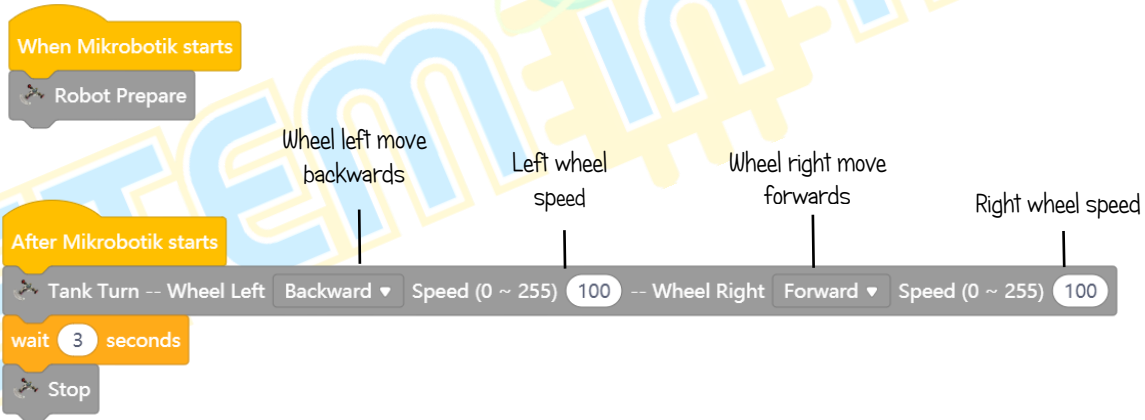 When Mikrobotik starts
Robot Prepare
Wheel left move
backwards
Left wheel
speed
Wheel right move
forwards
Right wheel speed
After Mikrobotik starts
Tank Turn -- Wheel Left Backward Speed (0 ~ 255) 100 -- Wheel Right Forward Speed (0 ~ 255) 100
wait 3 seconds
Stop